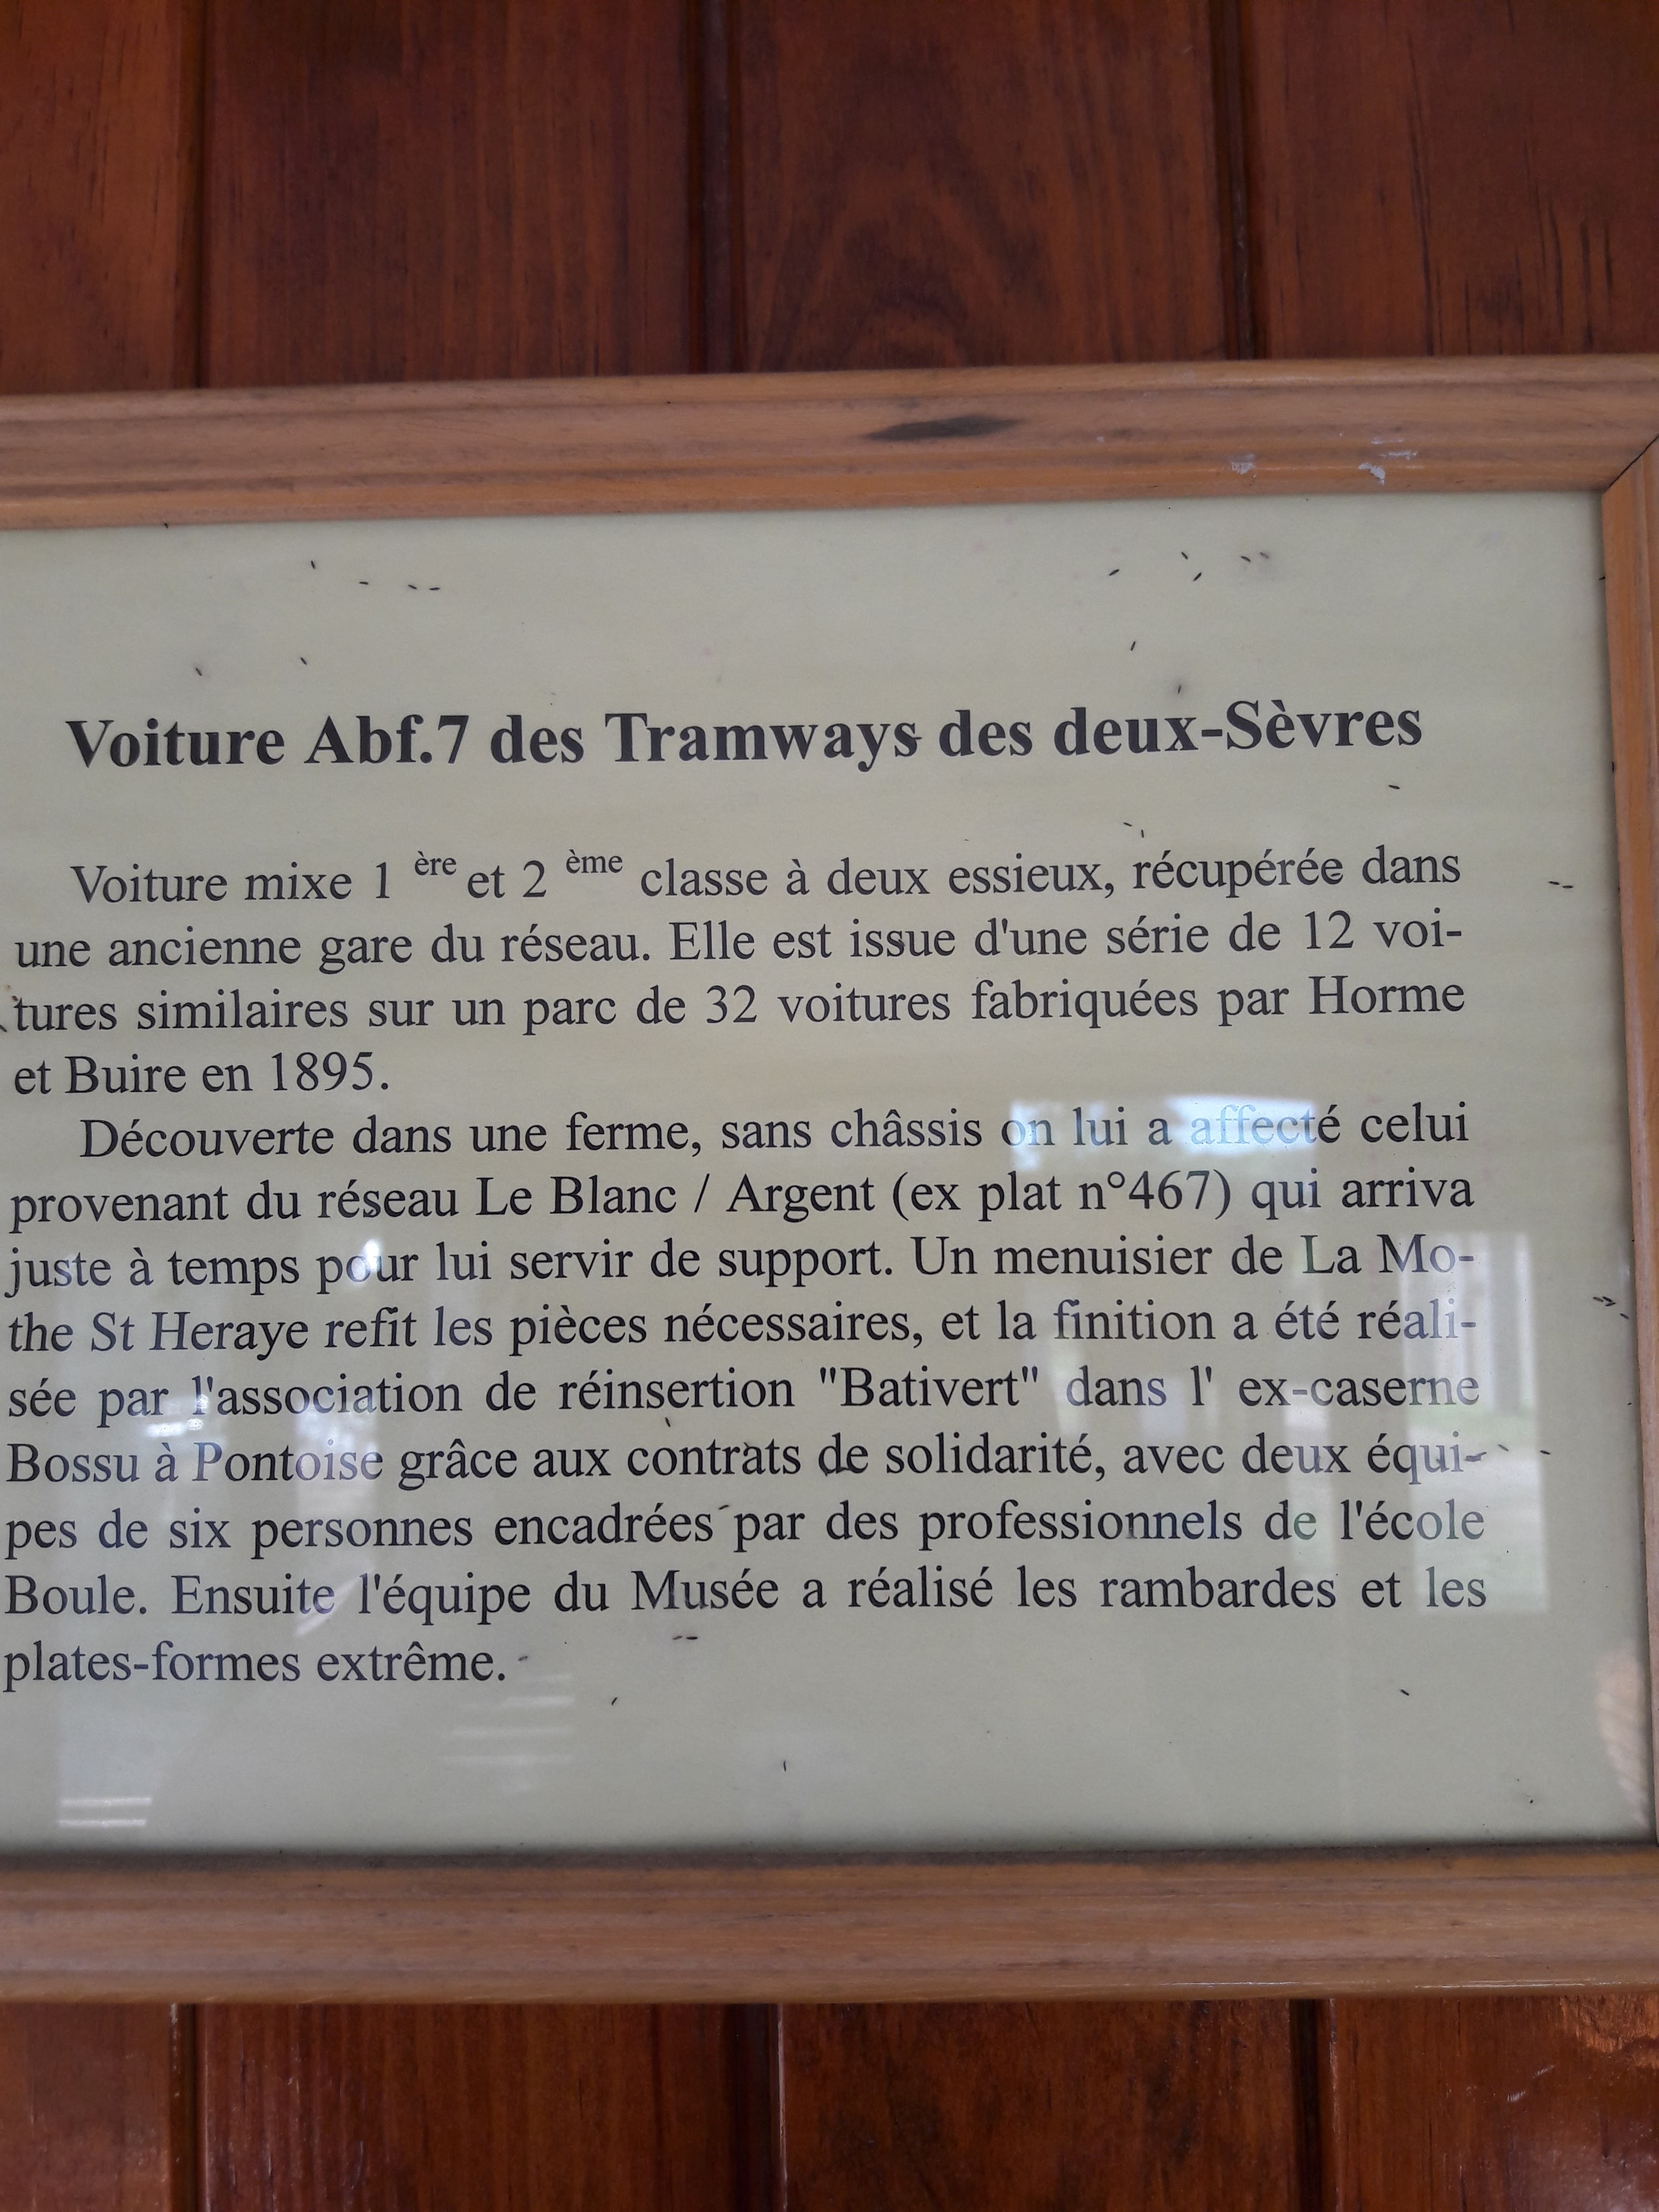 Voiture Abf.7 des Tramways des deux-Sèvres
Voiture mixe 1 ère et 2 ème classe à deux essieux, récupérée dans
une ancienne gare du réseau. Elle est issue d'une série de 12 voi-
tures similaires sur un parc de 32 voitures fabriquées par Horme
et Buire en 1895.
Découverte dans une ferme, sans châssis on lui a affecté celui
provenant du réseau Le Blanc / Argent (ex plat n°467) qui arriva
juste à temps pour lui servir de support. Un menuisier de La Mo-
the St Heraye refit les pièces nécessaires, et la finition a été réali-
sée par l'association de réinsertion "Bativert" dans l' ex-caserne
Bossu à Pontoise grâce aux contrats de solidarité, avec deux équi-
pes de six personnes encadrées par des professionnels de l'école
Boule. Ensuite l'équipe du Musée a réalisé les rambardes et les
plates-formes extrême.